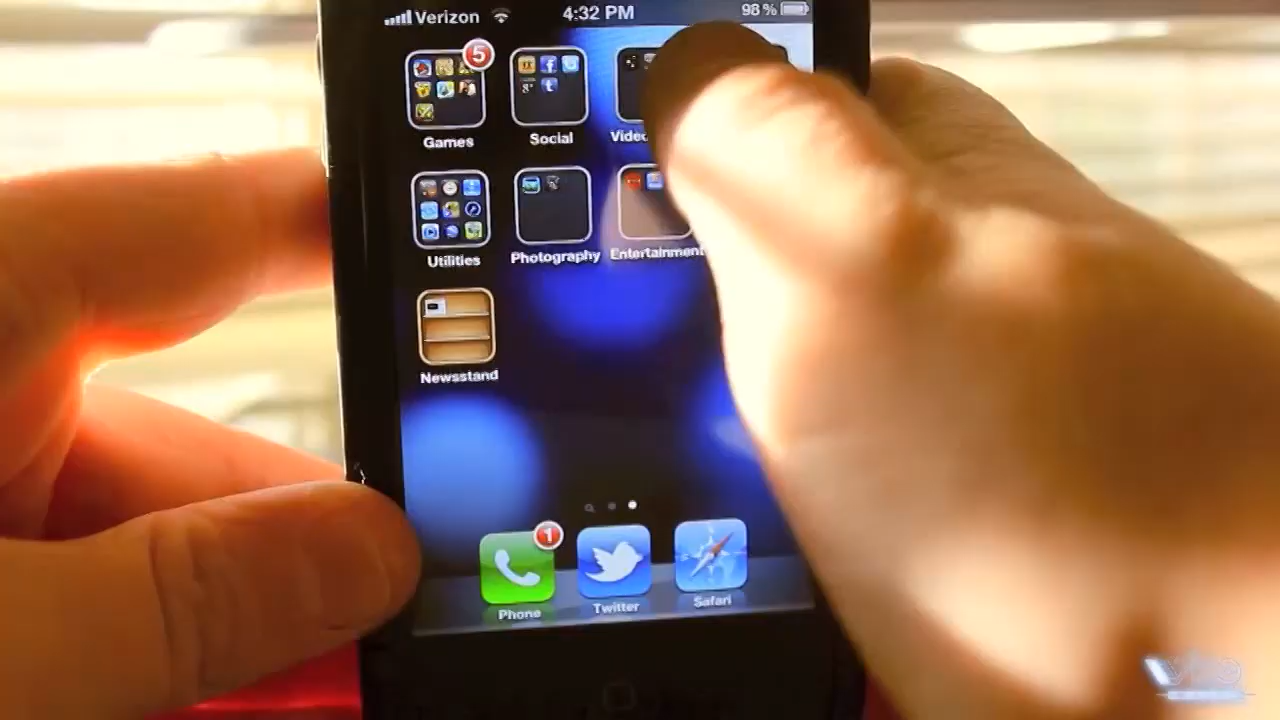 Verizon 4:32 PM 98%
5
Games Social
Utilities Photography Entertainment
Newsstand
1
Phone Twitter Safari